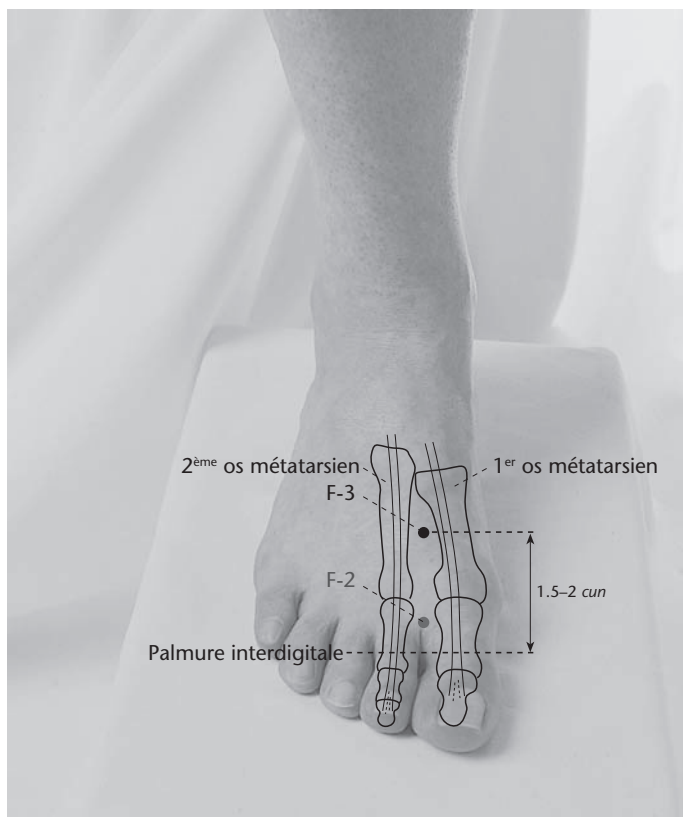 2ème os métatarsien
1er os métatarsien
F-3
F-2
1.5–2 cun
Palmure interdigitale